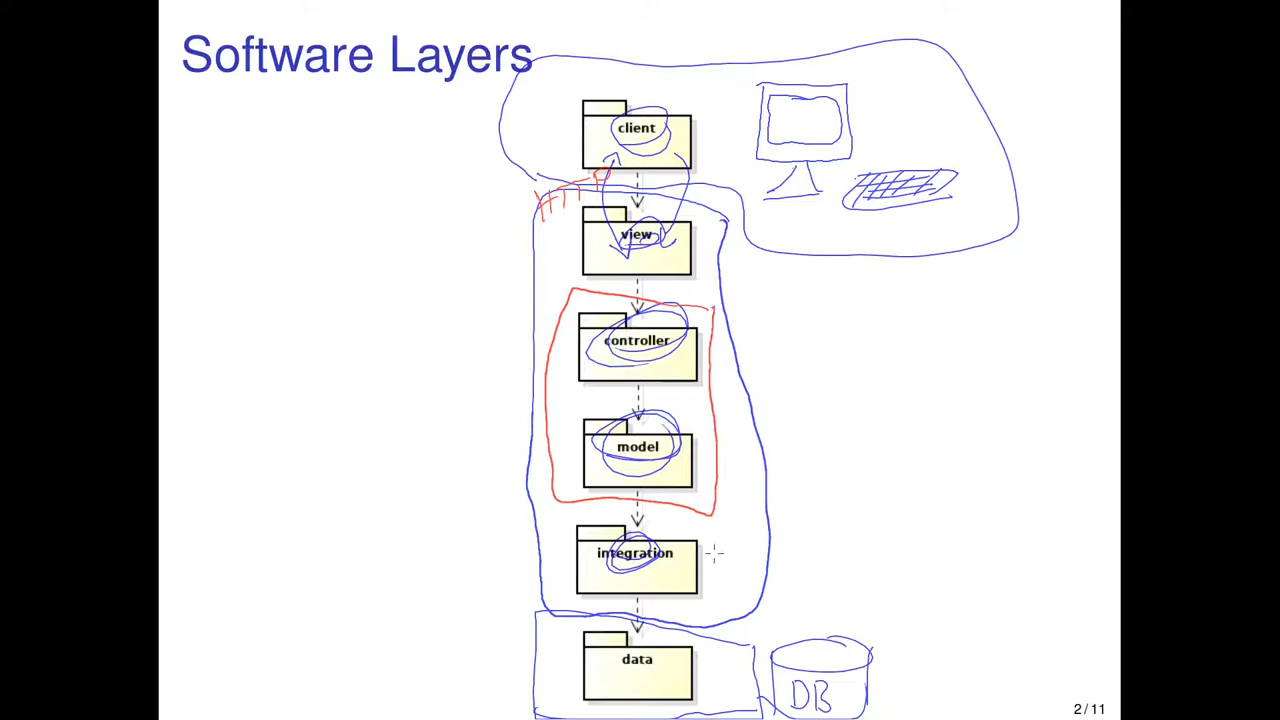 Software Layers
client
view
controller
model
integration
data
DB
2 / 11